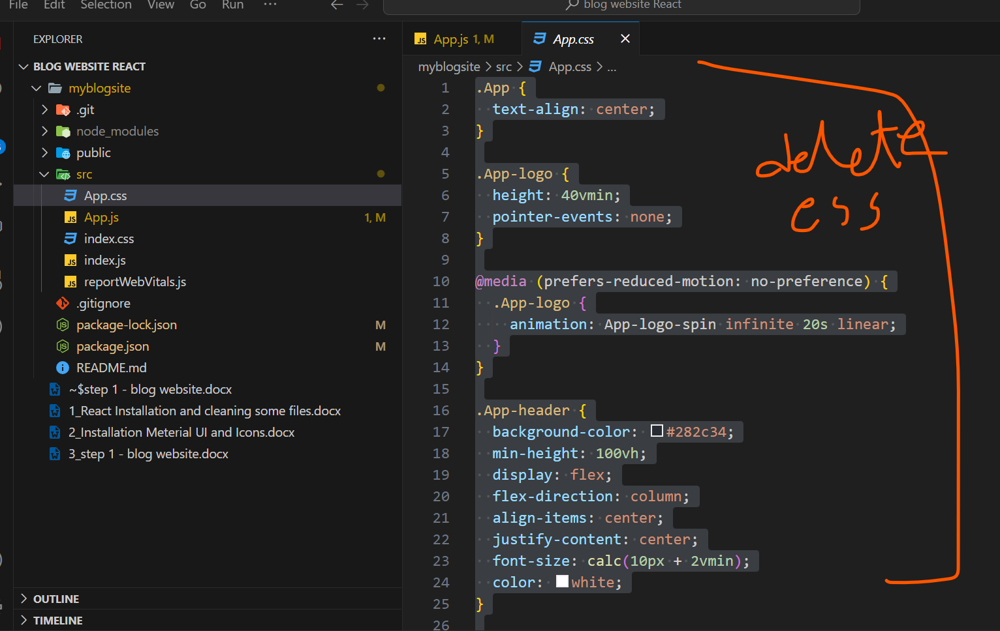 File Edit Selection View Go Run ···
blog website React
EXPLORER ···
App.js 1, M
App.css
BLOG WEBSITE REACT
myblogsite > src > App.css > ...
myblogsite
.git
node_modules
public
src
App.css
App.js 1, M
index.css
index.js
reportWebVitals.js
.gitignore
package-lock.json M
package.json M
README.md
~$step 1 - blog website.docx
1_React Installation and cleaning some files.docx
2_Installation Meterial UI and Icons.docx
3_step 1 - blog website.docx
OUTLINE
TIMELINE
1 .App {
2 text-align: center;
3 }
4
5 .App-logo {
6 height: 40vmin;
7 pointer-events: none;
8 }
9
10 @media (prefers-reduced-motion: no-preference) {
11 .App-logo {
12 animation: App-logo-spin infinite 20s linear;
13 }
14 }
15
16 .App-header {
17 background-color: #282c34;
18 min-height: 100vh;
19 display: flex;
20 flex-direction: column;
21 align-items: center;
22 justify-content: center;
23 font-size: calc(10px + 2vmin);
24 color: white;
25 }
26
delete
css